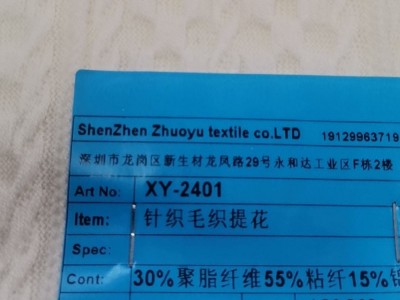 ShenZhen Zhuoyu textile co.LTD 19129963719
深圳市龙岗区新生材龙凤路29号永和达工业区F栋2楼
Art No: XY-2401
Item: 针织毛织提花
Spec:
Cont: 30%聚脂纤维55%粘纤15%